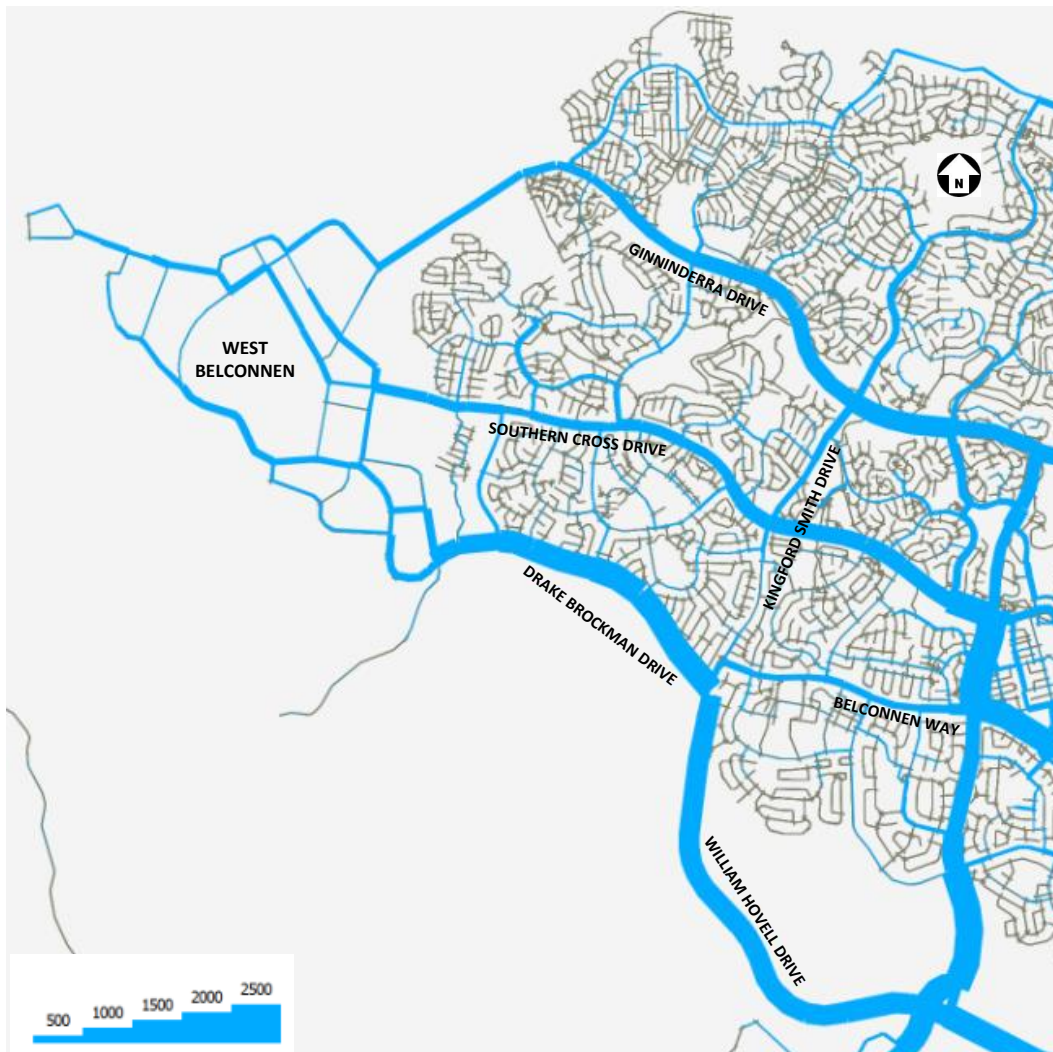 N
GINNINDERRA DRIVE
WEST
BELCONNEN
SOUTHERN CROSS DRIVE
KINGFORD SMITH DRIVE
DRAKE BROCKMAN DRIVE
BELCONNEN WAY
WILLIAM HOVELL DRIVE
500 1000 1500 2000 2500